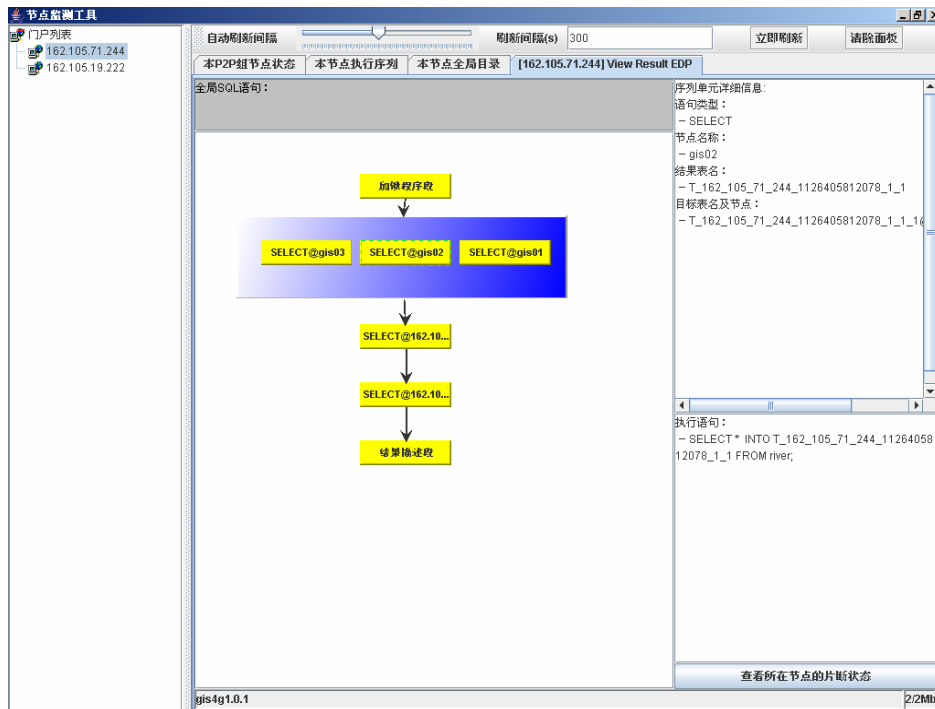 节点监测工具
门户列表
162.105.71.244
162.105.19.222
自动刷新间隔
刷新间隔(s)
300
立即刷新
清除面板
本P2P组节点状态
本节点执行序列
本节点全局目录
[162.105.71.244] View Result EDP
全局SQL语句：
加锁程序段
SELECT@gis03
SELECT@gis02
SELECT@gis01
SELECT@162.10...
SELECT@162.10...
结果描述段
序列单元详细信息:
语句类型：
– SELECT
节点名称：
– gis02
结果表名：
– T_162_105_71_244_1126405812078_1_1
目标表名及节点：
– T_162_105_71_244_1126405812078_1_1_1@
执行语句：
– SELECT * INTO T_162_105_71_244_11264058
12078_1_1 FROM river;
查看所在节点的片断状态
gis4g1.0.1
2/2Mb